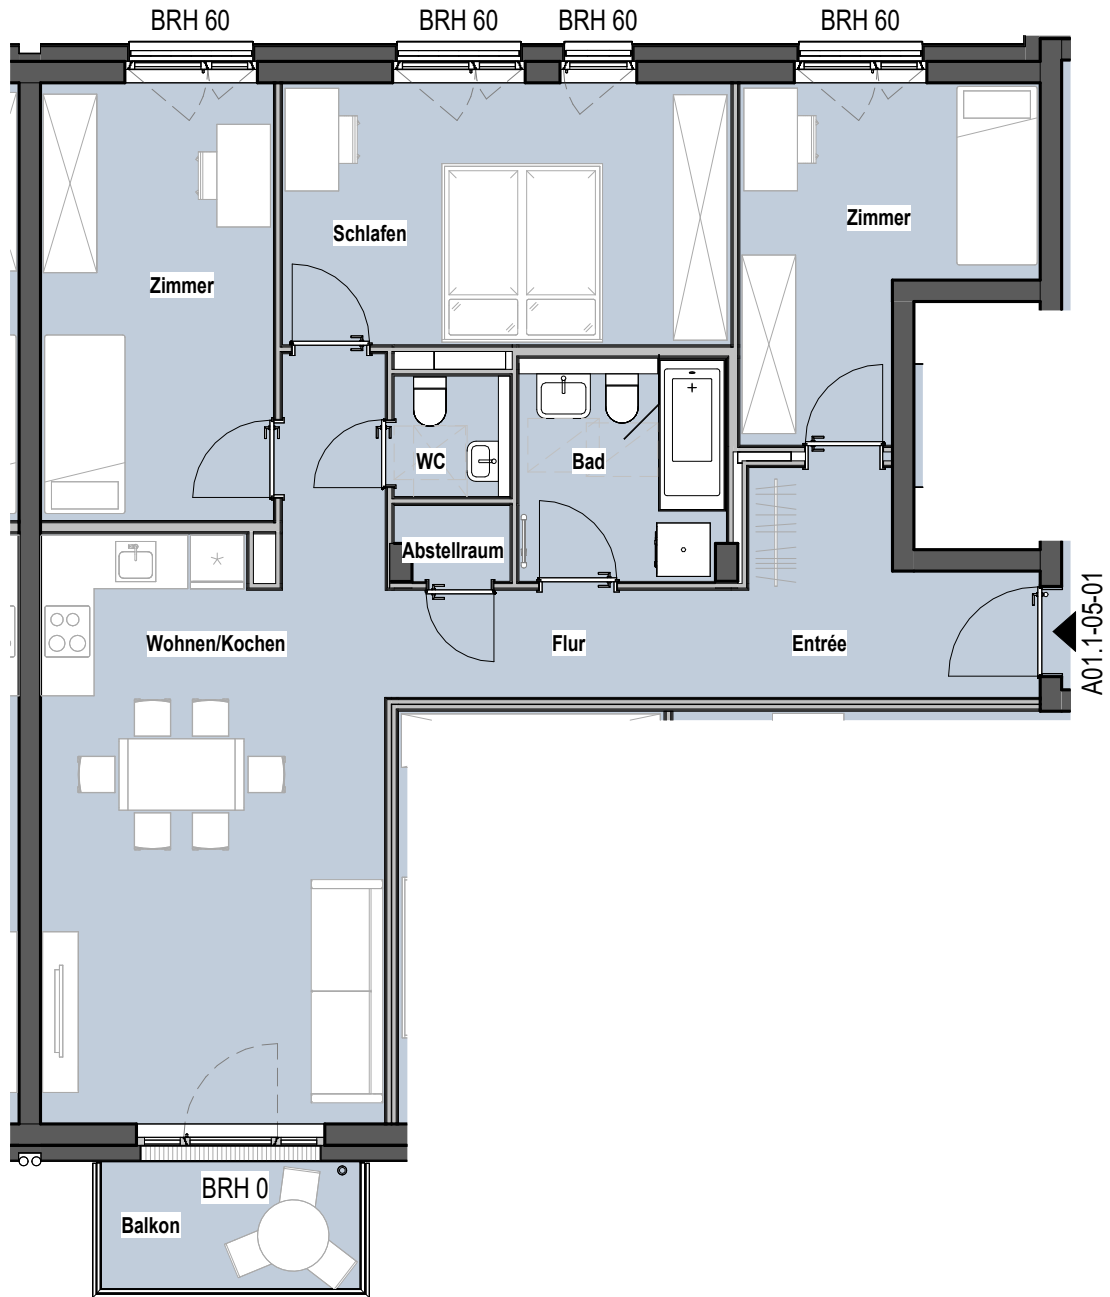 BRH 60
BRH 60
BRH 60
BRH 60
Schlafen
Zimmer
Zimmer
WC
Bad
Abstellraum
Wohnen/Kochen
Flur
Entrée
A01.1-05-01
BRH 0
Balkon